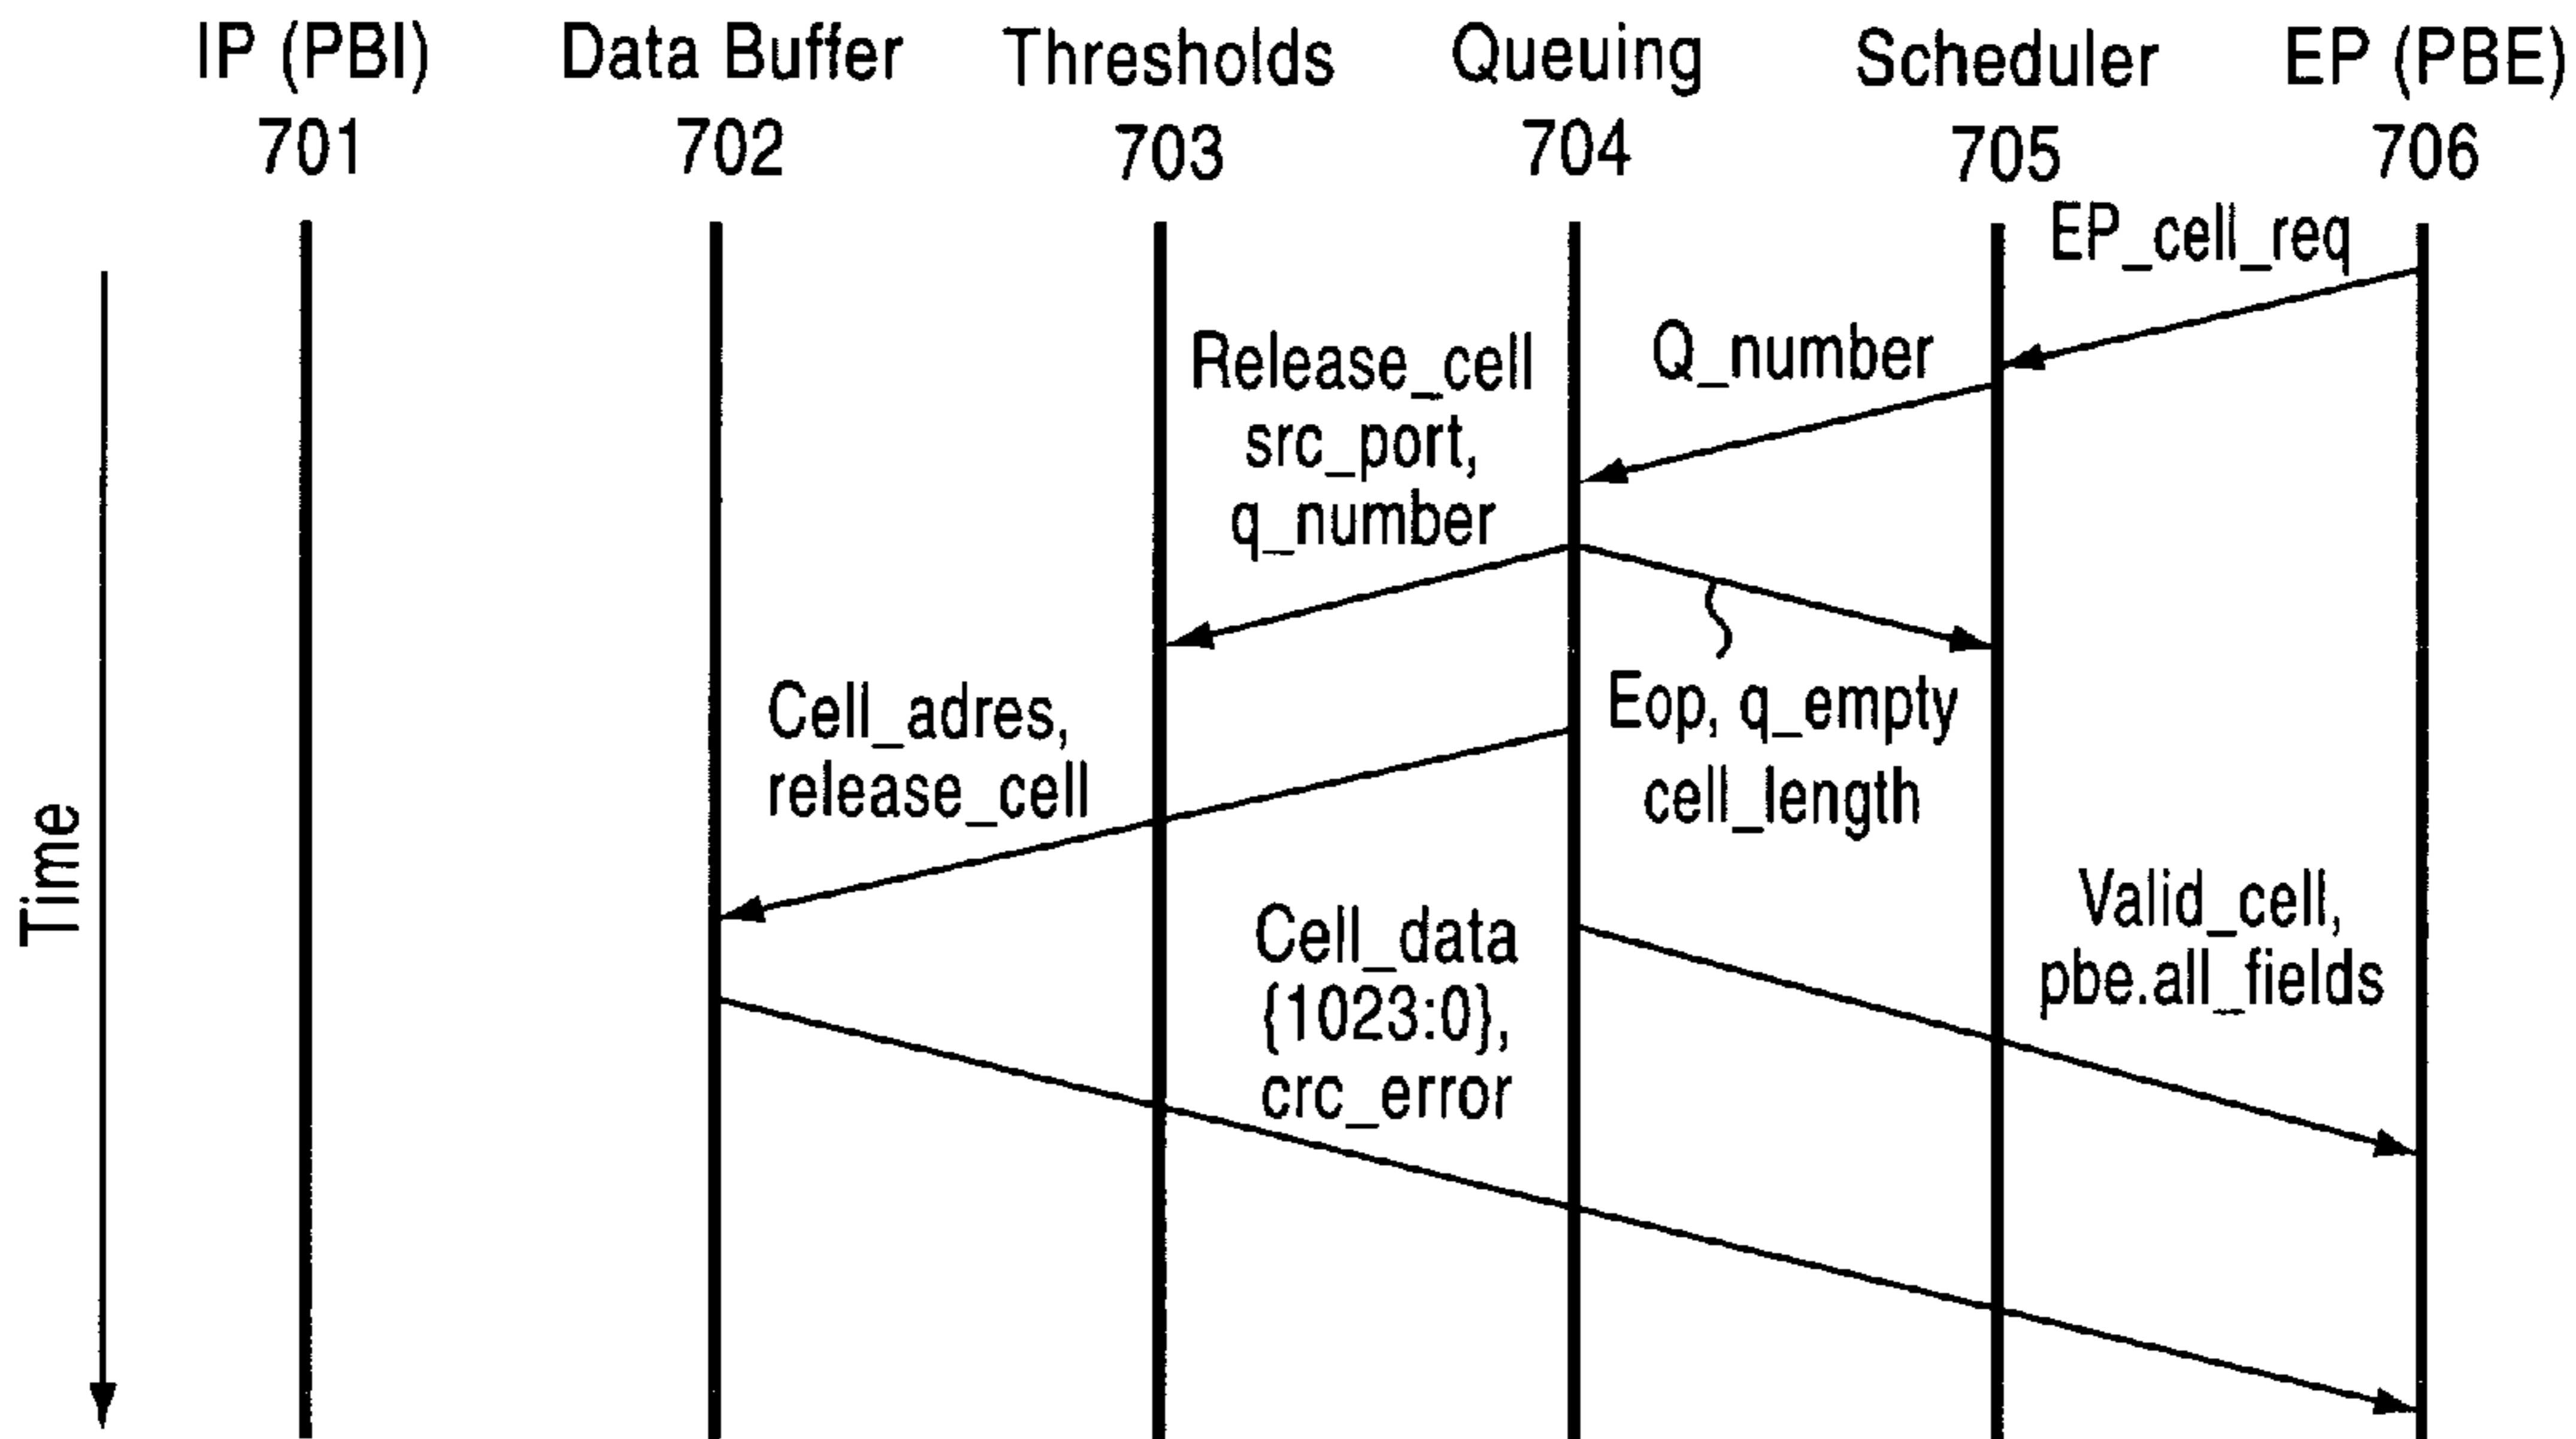 IP (PBI)
701
Data Buffer
702
Thresholds
703
Queuing
704
Scheduler
705
EP (PBE)
706
EP_cell_req
Q_number
Release_cell
src_port,
q_number
Eop, q_empty
cell_length
Cell_adres,
release_cell
Valid_cell,
pbe.all_fields
Cell_data
{1023:0},
crc_error
Time